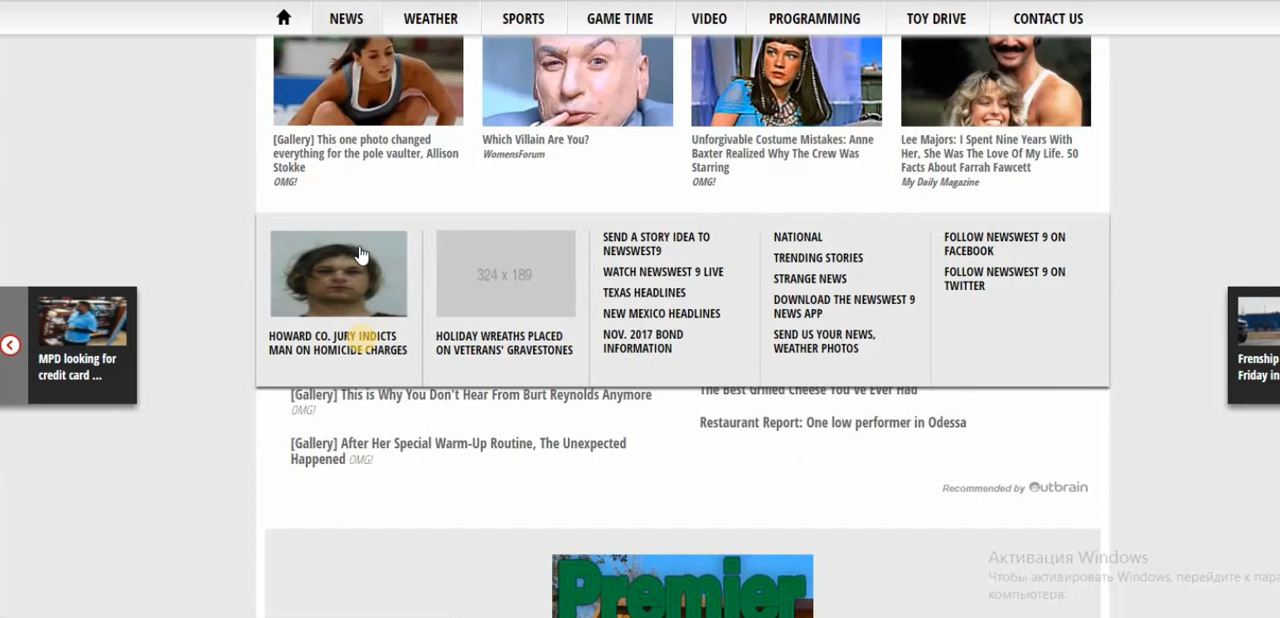 NEWS WEATHER SPORTS GAME TIME VIDEO PROGRAMMING TOY DRIVE CONTACT US
[Gallery] This one photo changed
everything for the pole vaulter, Allison
Stokke
OMG!
Which Villain Are You?
WomensForum
Unforgivable Costume Mistakes: Anne
Baxter Realized Why The Crew Was
Starring
OMG!
Lee Majors: I Spent Nine Years With
Her, She Was The Love Of My Life. 50
Facts About Farrah Fawcett
My Daily Magazine
HOWARD CO. JURY INDICTS
MAN ON HOMICIDE CHARGES
324 x 189
HOLIDAY WREATHS PLACED
ON VETERANS' GRAVESTONES
SEND A STORY IDEA TO
NEWSWEST9
WATCH NEWSWEST 9 LIVE
TEXAS HEADLINES
NEW MEXICO HEADLINES
NOV. 2017 BOND
INFORMATION
NATIONAL
TRENDING STORIES
STRANGE NEWS
DOWNLOAD THE NEWSWEST 9
NEWS APP
SEND US YOUR NEWS,
WEATHER PHOTOS
FOLLOW NEWSWEST 9 ON
FACEBOOK
FOLLOW NEWSWEST 9 ON
TWITTER
MPD looking for
credit card ...
Frenship
Friday in
[Gallery] This is Why You Don't Hear From Burt Reynolds Anymore
OMG!
[Gallery] After Her Special Warm-Up Routine, The Unexpected
Happened OMG!
The Best Grilled Cheese You've Ever Had
Restaurant Report: One low performer in Odessa
Recommended by Outbrain
Premier
Активация Windows
Чтобы активировать Windows, перейдите к пара
компьютера.